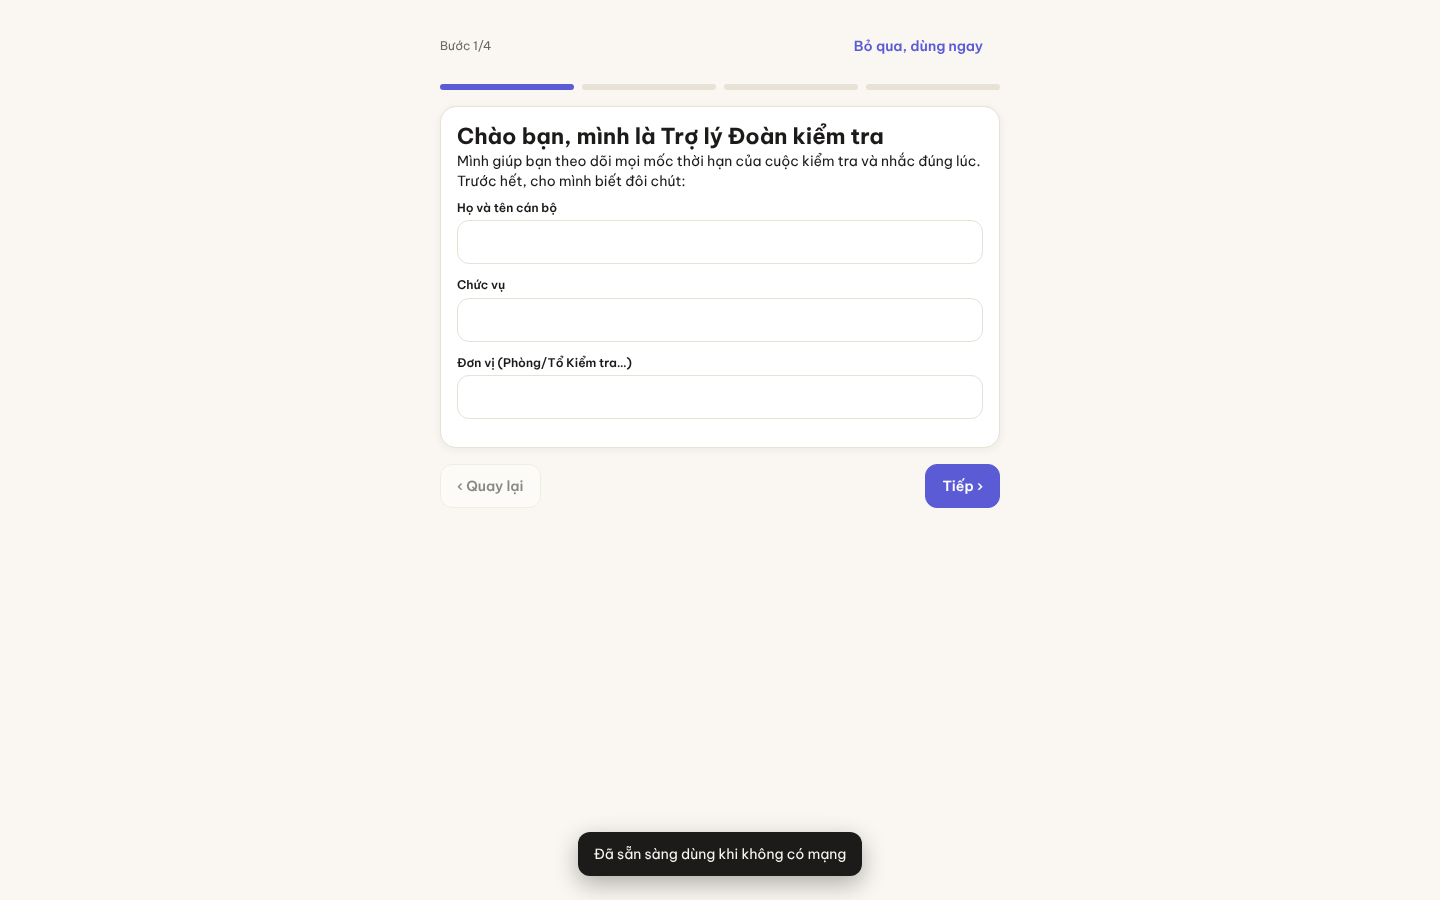 Bước 1/4
Bỏ qua, dùng ngay
Chào bạn, mình là Trợ lý Đoàn kiểm tra
Mình giúp bạn theo dõi mọi mốc thời hạn của cuộc kiểm tra và nhắc đúng lúc.
Trước hết, cho mình biết đôi chút:
Họ và tên cán bộ
Chức vụ
Đơn vị (Phòng/Tổ Kiểm tra...)
‹ Quay lại
Tiếp ›
Đã sẵn sàng dùng khi không có mạng